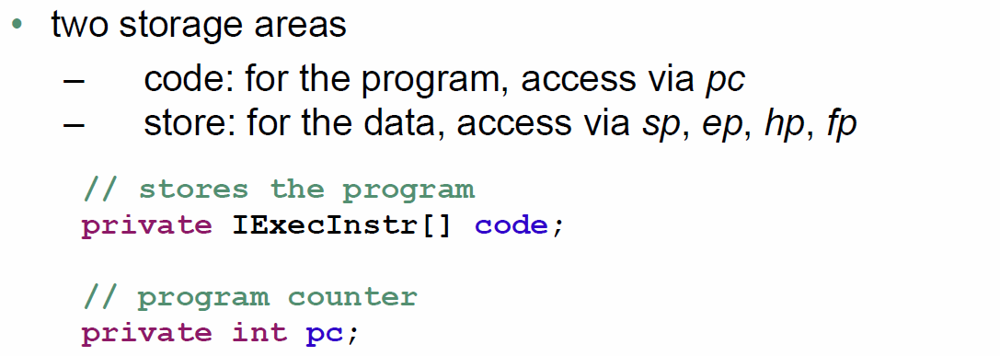 • two storage areas
– code: for the program, access via pc
– store: for the data, access via sp, ep, hp, fp
// stores the program
private IExecInstr[] code;
// program counter
private int pc;